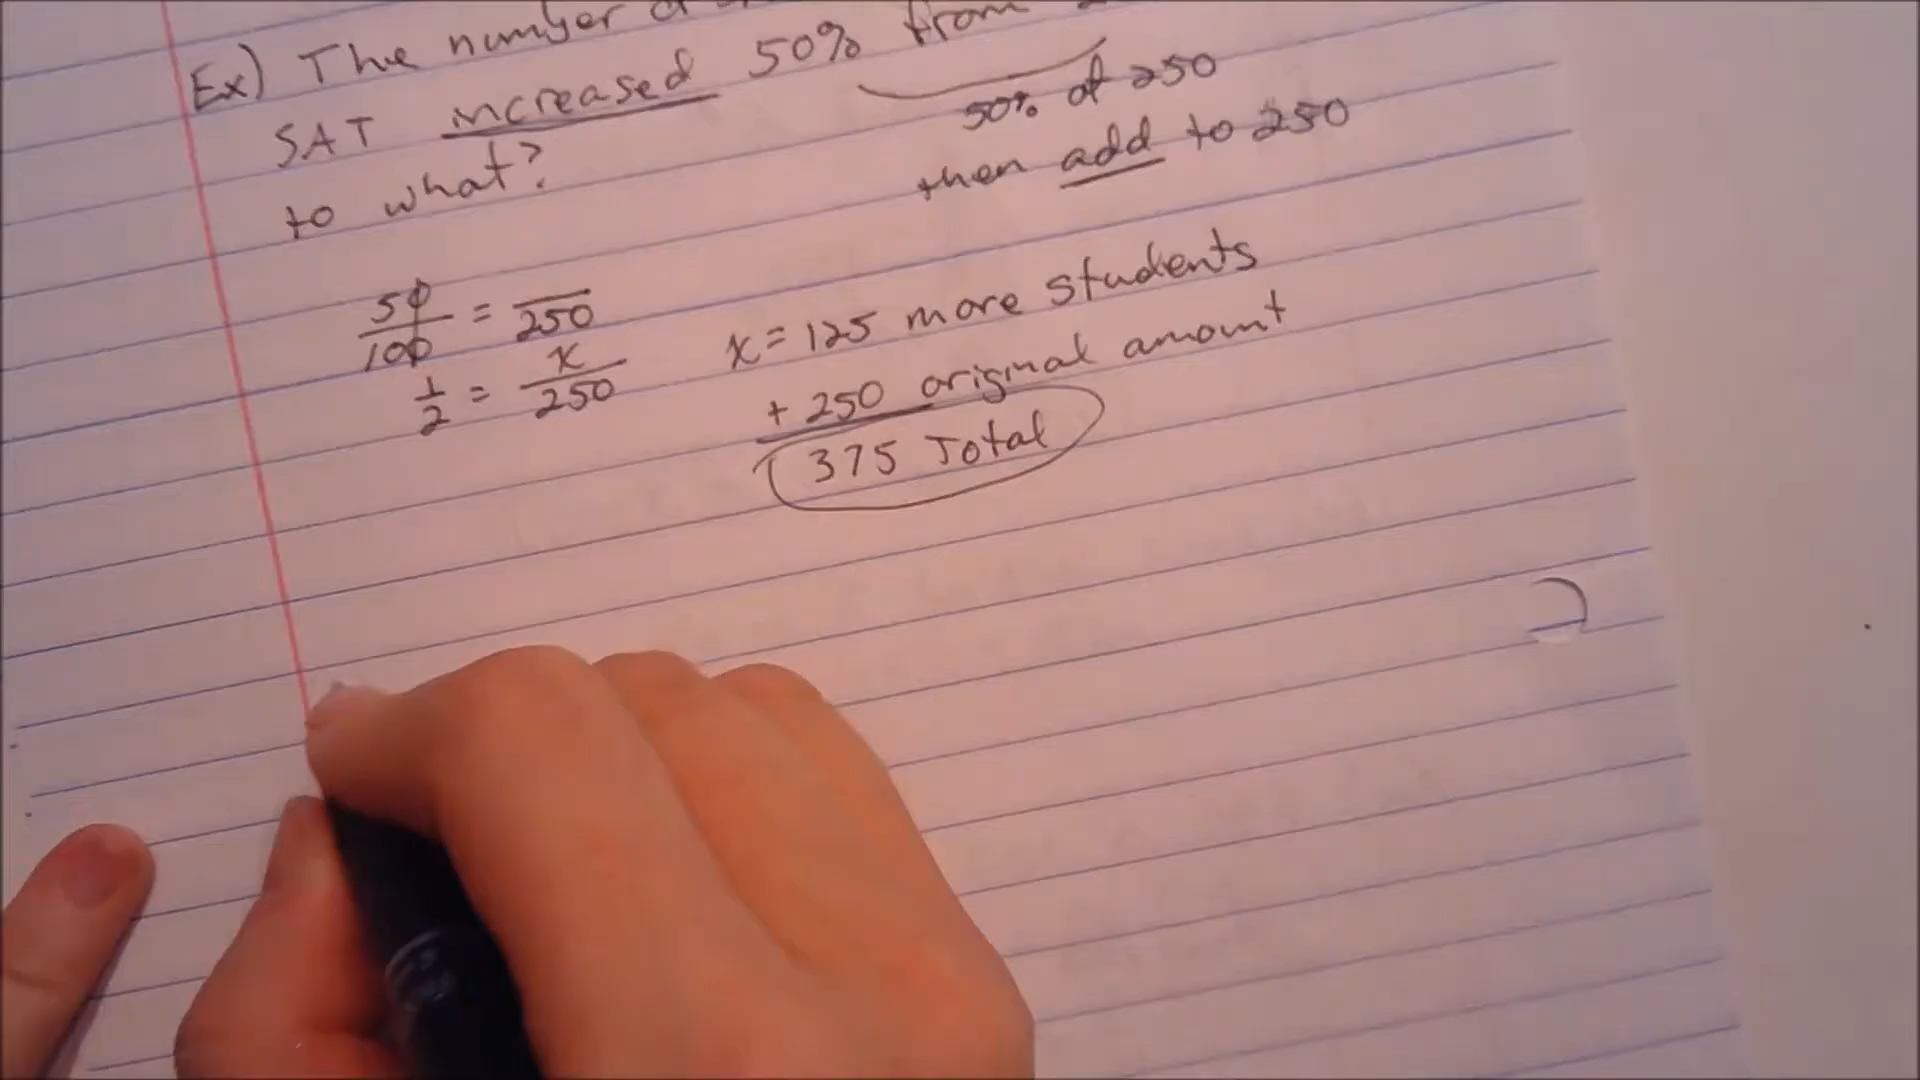 Ex) The number of
SAT increased 50% from
to what?
50% of 250
then add to 250
50/100 = /250
1/2 = x/250
x = 125 more students
+ 250 original amount
375 Total